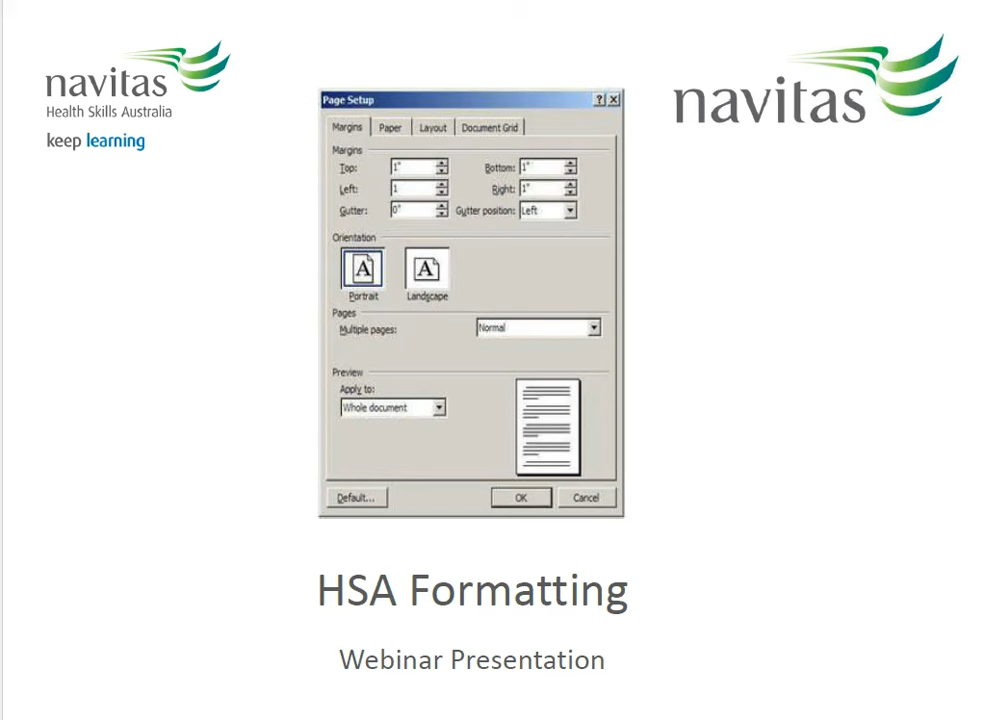 navitas
Health Skills Australia
keep learning
navitas
Page Setup
Margins Paper Layout Document Grid
Margins
Top: 1" Bottom: 1"
Left: 1 Right: 1"
Gutter: 0" Gutter position: Left
Orientation
A A
Portrait Landscape
Pages
Multiple pages: Normal
Preview
Apply to:
Whole document
Default... OK Cancel
HSA Formatting
Webinar Presentation